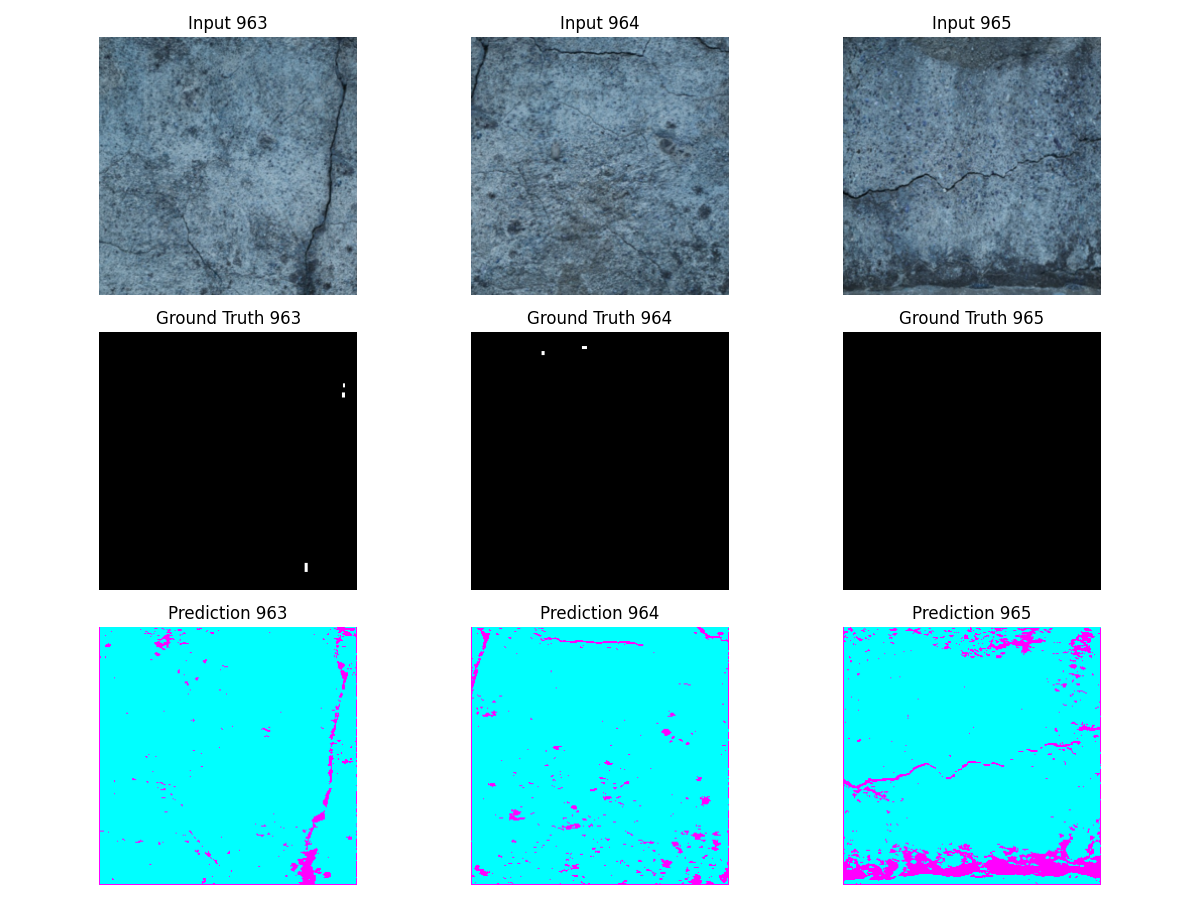 Input 963
Input 964
Input 965
Ground Truth 963
Ground Truth 964
Ground Truth 965
Prediction 963
Prediction 964
Prediction 965